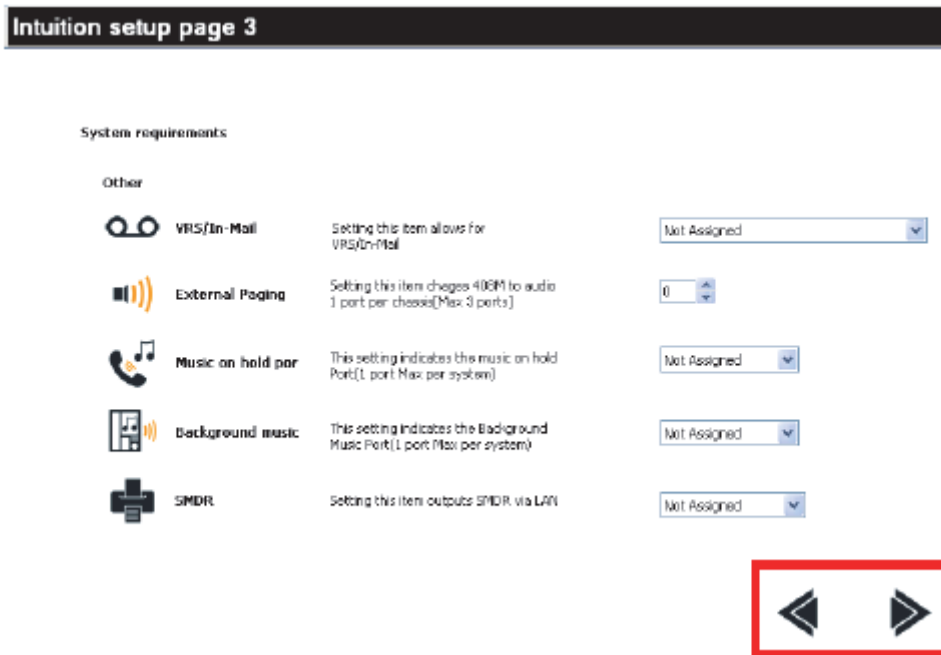 Intuition setup page 3
System requirements
Other
VRS/In-Mail
Setting this item allows for
VRS/In-Mail
Not Assigned
External Paging
Setting this item chages 408M to audio
1 port per chassis[Max 3 ports]
0
Music on hold por
This setting indicates the music on hold
Port(1 port Max per system)
Not Assigned
Background music
This setting indicates the Background
Music Port(1 port Max per system)
Not Assigned
SMDR
Setting this item outputs SMDR via LAN
Not Assigned